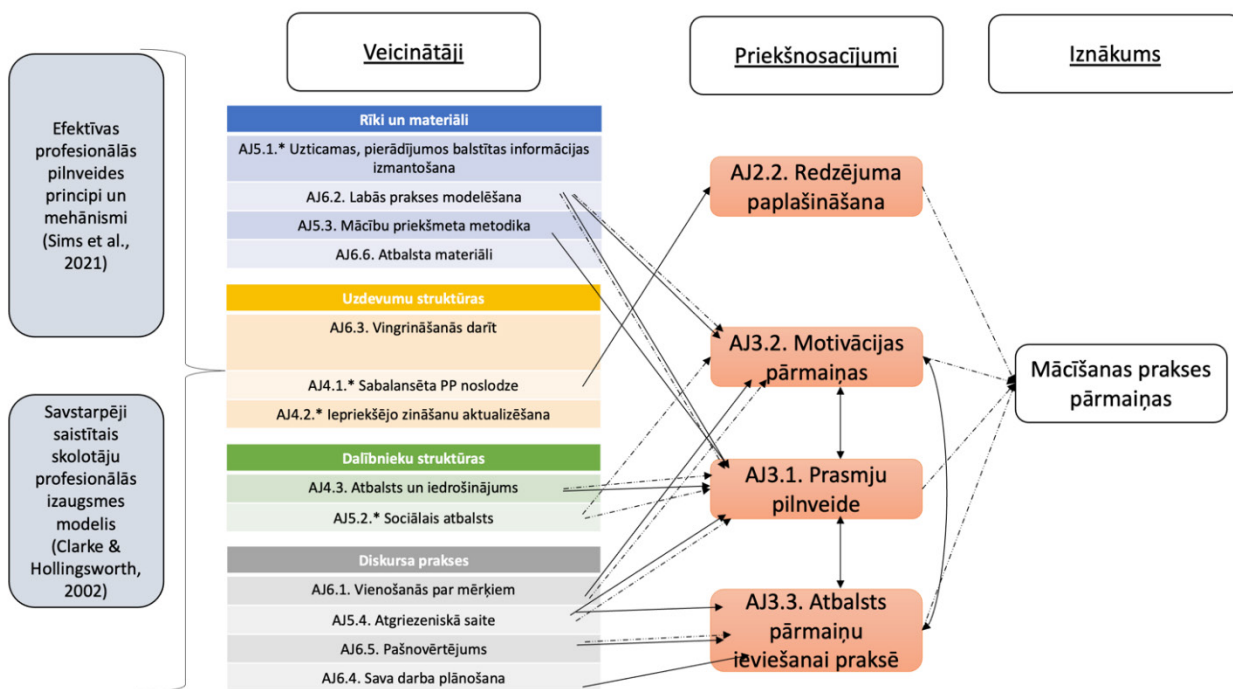 Veicinātāji
Priekšnosacījumi
Iznākums
Efektīvas
profesionālās
pilnveides
principi un
mehānismi
(Sims et al.,
2021)
Savstarpēji
saistītais
skolotāju
profesionālās
izaugsmes
modelis
(Clarke &
Hollingsworth,
2002)
Rīki un materiāli
AJ5.1.* Uzticamas, pierādījumos balstītas informācijas
izmantošana
AJ6.2. Labās prakses modelēšana
AJ5.3. Mācību priekšmeta metodika
AJ6.6. Atbalsta materiāli
Uzdevumu struktūras
AJ6.3. Vingrināšanās darīt
AJ4.1.* Sabalansēta PP noslodze
AJ4.2.* Iepriekšējo zināšanu aktualizēšana
Dalībnieku struktūras
AJ4.3. Atbalsts un iedrošinājums
AJ5.2.* Sociālais atbalsts
Diskursa prakses
AJ6.1. Vienošanās par mērķiem
AJ5.4. Atgriezeniskā saite
AJ6.5. Pašnovērtējums
AJ6.4. Sava darba plānošana
AJ2.2. Redzējuma
paplašināšana
AJ3.2. Motivācijas
pārmaiņas
AJ3.1. Prasmju
pilnveide
AJ3.3. Atbalsts
pārmaiņu
ieviešanai praksē
Mācīšanas prakses
pārmaiņas